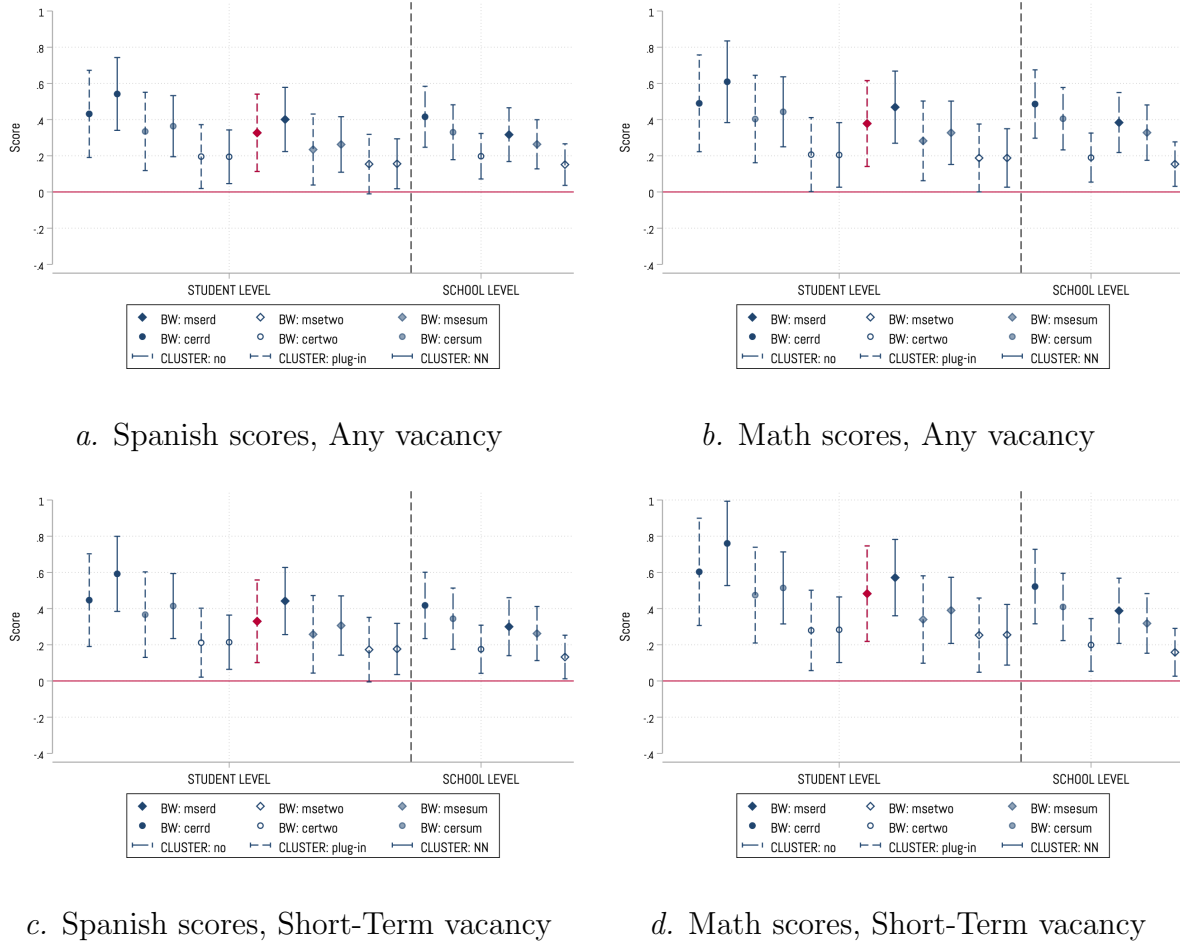 1
.8
.6
.4
.2
0
-.2
-.4
Score
STUDENT LEVEL SCHOOL LEVEL
BW: mserd BW: msetwo BW: msesum
BW: cerrd BW: certwo BW: cersum
CLUSTER: no CLUSTER: plug-in CLUSTER: NN
a. Spanish scores, Any vacancy
1
.8
.6
.4
.2
0
-.2
-.4
Score
STUDENT LEVEL SCHOOL LEVEL
BW: mserd BW: msetwo BW: msesum
BW: cerrd BW: certwo BW: cersum
CLUSTER: no CLUSTER: plug-in CLUSTER: NN
b. Math scores, Any vacancy
1
.8
.6
.4
.2
0
-.2
-.4
Score
STUDENT LEVEL SCHOOL LEVEL
BW: mserd BW: msetwo BW: msesum
BW: cerrd BW: certwo BW: cersum
CLUSTER: no CLUSTER: plug-in CLUSTER: NN
c. Spanish scores, Short-Term vacancy
1
.8
.6
.4
.2
0
-.2
-.4
Score
STUDENT LEVEL SCHOOL LEVEL
BW: mserd BW: msetwo BW: msesum
BW: cerrd BW: certwo BW: cersum
CLUSTER: no CLUSTER: plug-in CLUSTER: NN
d. Math scores, Short-Term vacancy